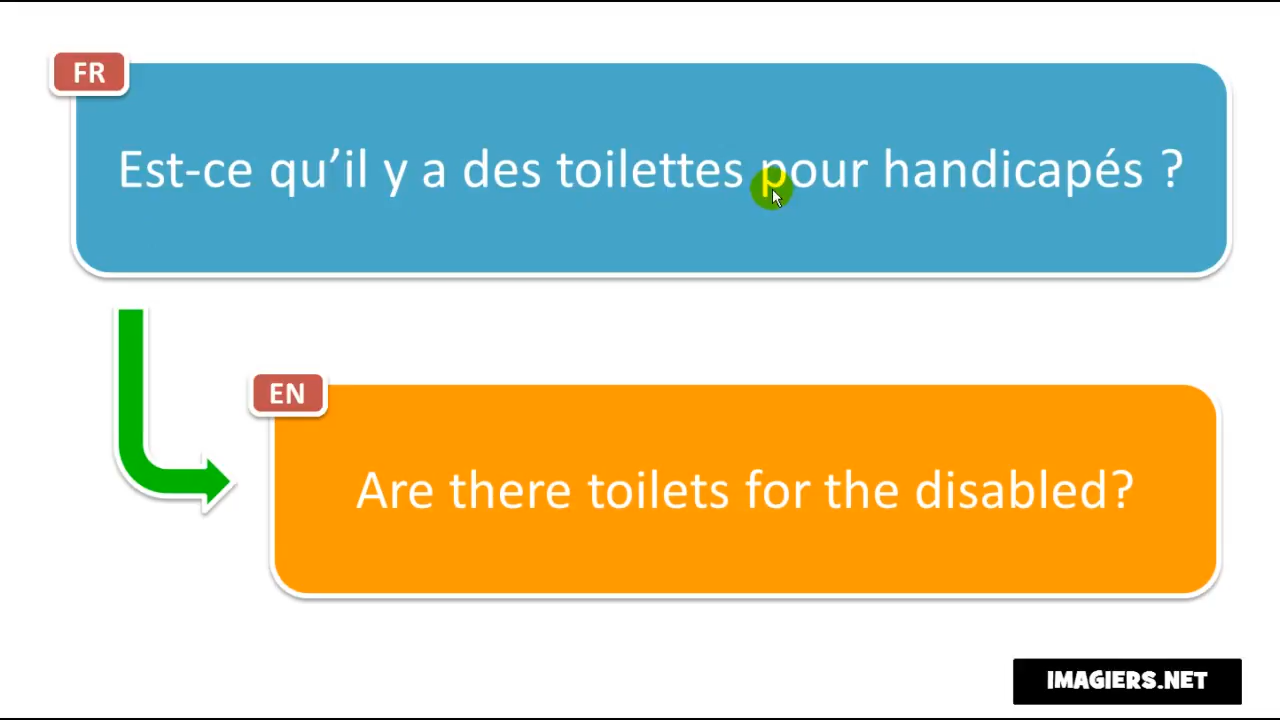 FR
Est-ce qu’il y a des toilettes pour handicapés ?
EN
Are there toilets for the disabled?
IMAGIERS.NET